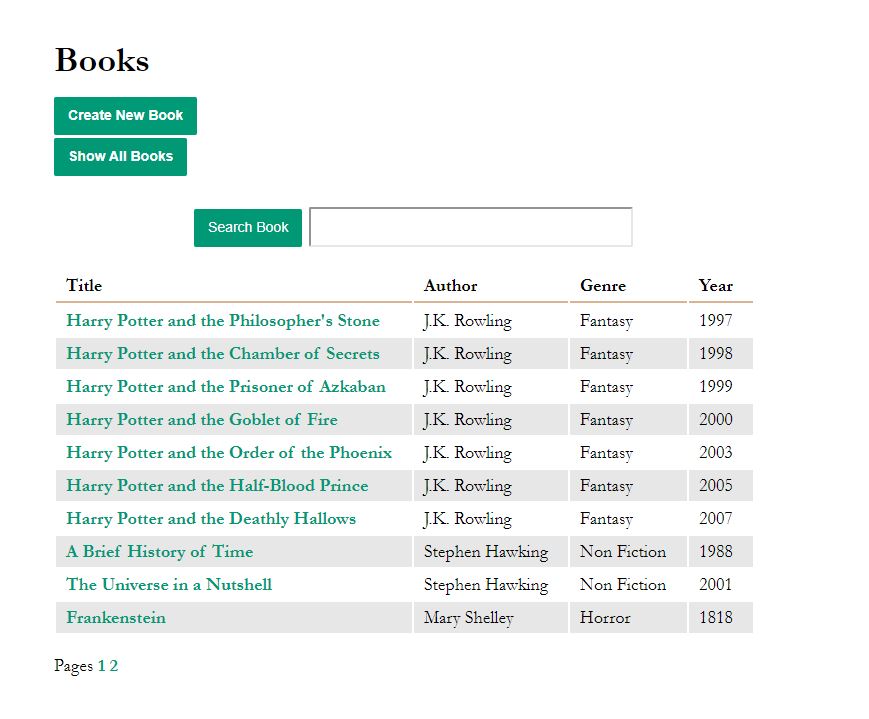 Books
Create New Book
Show All Books
Search Book
Title Author Genre Year
Harry Potter and the Philosopher's Stone J.K. Rowling Fantasy 1997
Harry Potter and the Chamber of Secrets J.K. Rowling Fantasy 1998
Harry Potter and the Prisoner of Azkaban J.K. Rowling Fantasy 1999
Harry Potter and the Goblet of Fire J.K. Rowling Fantasy 2000
Harry Potter and the Order of the Phoenix J.K. Rowling Fantasy 2003
Harry Potter and the Half-Blood Prince J.K. Rowling Fantasy 2005
Harry Potter and the Deathly Hallows J.K. Rowling Fantasy 2007
A Brief History of Time Stephen Hawking Non Fiction 1988
The Universe in a Nutshell Stephen Hawking Non Fiction 2001
Frankenstein Mary Shelley Horror 1818
Pages 1 2